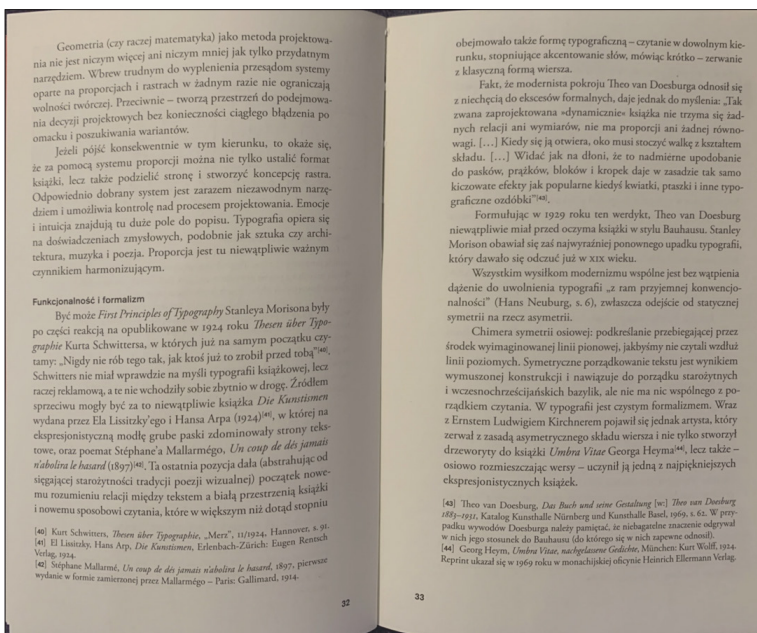 Geometria (czy raczej matematyka) jako metoda projektowa-
nia nie jest niczym więcej ani niczym mniej jak tylko przydatnym
narzędziem. Wbrew trudnym do wyplenienia przesądom systemy
oparte na proporcjach i rastrach w żadnym razie nie ograniczają
wolności twórczej. Przeciwnie – tworzą przestrzeń do podejmowa-
nia decyzji projektowych bez konieczności ciągłego błądzenia po
omacku i poszukiwania wariantów.
Jeżeli pójść konsekwentnie w tym kierunku, to okaże się,
że za pomocą systemu proporcji można nie tylko ustalić format
książki, lecz także podzielić stronę i stworzyć koncepcję rastra.
Odpowiednio dobrany system jest zarazem niezawodnym narzę-
dziem i umożliwia kontrolę nad procesem projektowania. Emocje
i intuicja znajdują tu duże pole do popisu. Typografia opiera się
na doświadczeniach zmysłowych, podobnie jak sztuka czy archi-
tektura, muzyka i poezja. Proporcja jest tu niewątpliwie ważnym
czynnikiem harmonizującym.
Funkcjonalność i formalizm
Być może First Principles of Typography Stanleya Morisona były
po części reakcją na opublikowane w 1924 roku Thesen über Typo-
graphie Kurta Schwittersa, w których już na samym początku czy-
tamy: „Nigdy nie rób tego tak, jak ktoś już to zrobił przed tobą”[40].
Schwitters nie miał wprawdzie na myśli typografii książkowej, lecz
raczej reklamową, a te nie wchodziły sobie zbytnio w drogę. Źródłem
sprzeciwu mogły być za to niewątpliwie książka Die Kunstismen
wydana przez Ela Lissitzky'ego i Hansa Arpa (1924)[41], w której na
ekspresjonistyczną modłę grube paski zdominowały strony teks-
towe, oraz poemat Stéphane'a Mallarmégo, Un coup de dés jamais
n'abolira le hasard (1897)[42]. Ta ostatnia pozycja dała (abstrahując od
sięgającej starożytności tradycji poezji wizualnej) początek nowe-
mu rozumieniu relacji między tekstem a białą przestrzenią książki
i nowemu sposobowi czytania, które w większym niż dotąd stopniu
[40] Kurt Schwitters, Thesen über Typographie, „Merz”, 11/1924, Hannover, s. 91.
[41] El Lissitzky, Hans Arp, Die Kunstismen, Erlenbach-Zürich: Eugen Rentsch
Verlag, 1924.
[42] Stéphane Mallarmé, Un coup de dés jamais n'abolira le hasard, 1897, pierwsze
wydanie w formie zamierzonej przez Mallarmégo – Paris: Gallimard, 1914.
32
obejmowało także formę typograficzną – czytanie w dowolnym kie-
runku, stopniujące akcentowanie słów, mówiąc krótko – zerwanie
z klasyczną formą wiersza.
Fakt, że modernista pokroju Theo van Doesburga odnosił się
z niechęcią do ekscesów formalnych, daje jednak do myślenia: „Tak
zwana zaprojektowana »dynamicznie« książka nie trzyma się żad-
nych relacji ani wymiarów, nie ma proporcji ani żadnej równo-
wagi. […] Kiedy się ją otwiera, oko musi stoczyć walkę z kształtem
składu. […] Widać jak na dłoni, że to nadmierne upodobanie
do pasków, prążków, bloków i kropek daje w zasadzie tak samo
kiczowate efekty jak popularne kiedyś kwiatki, ptaszki i inne typo-
graficzne ozdóbki”[43].
Formułując w 1929 roku ten werdykt, Theo van Doesburg
niewątpliwie miał przed oczyma książki w stylu Bauhausu. Stanley
Morison obawiał się zaś najwyraźniej ponownego upadku typografii,
który dawało się odczuć już w XIX wieku.
Wszystkim wysiłkom modernizmu wspólne jest bez wątpienia
dążenie do uwolnienia typografii „z ram przyjemnej konwencjo-
nalności” (Hans Neuburg, s. 6), zwłaszcza odejście od statycznej
symetrii na rzecz asymetrii.
Chimera symetrii osiowej: podkreślanie przebiegającej przez
środek wyimaginowanej linii pionowej, jakbyśmy nie czytali wzdłuż
linii poziomych. Symetryczne porządkowanie tekstu jest wynikiem
wymuszonej konstrukcji i nawiązuje do porządku starożytnych
i wczesnochrześcijańskich bazylik, ale nie ma nic wspólnego z po-
rządkiem czytania. W typografii jest czystym formalizmem. Wraz
z Ernstem Ludwigiem Kirchnerem pojawił się jednak artysta, który
zerwał z zasadą asymetrycznego składu wiersza i nie tylko stworzył
drzeworyty do książki Umbra Vitae Georga Heyma[44], lecz także –
osiowo rozmieszczając wersy – uczynił ją jedną z najpiękniejszych
ekspresjonistycznych książek.
[43] Theo van Doesburg, Das Buch und seine Gestaltung [w:] Theo van Doesburg
1883–1931, Katalog Kunsthalle Nürnberg und Kunsthalle Basel, 1969, s. 62. W przy-
padku wywodów Doesburga należy pamiętać, że niebagatelne znaczenie odgrywał
w nich jego stosunek do Bauhausu (do którego się w nich zapewne odnosił).
[44] Georg Heym, Umbra Vitae, nachgelassene Gedichte, München: Kurt Wolff, 1924.
Reprint ukazał się w 1969 roku w monachijskiej oficynie Heinrich Ellermann Verlag.
33